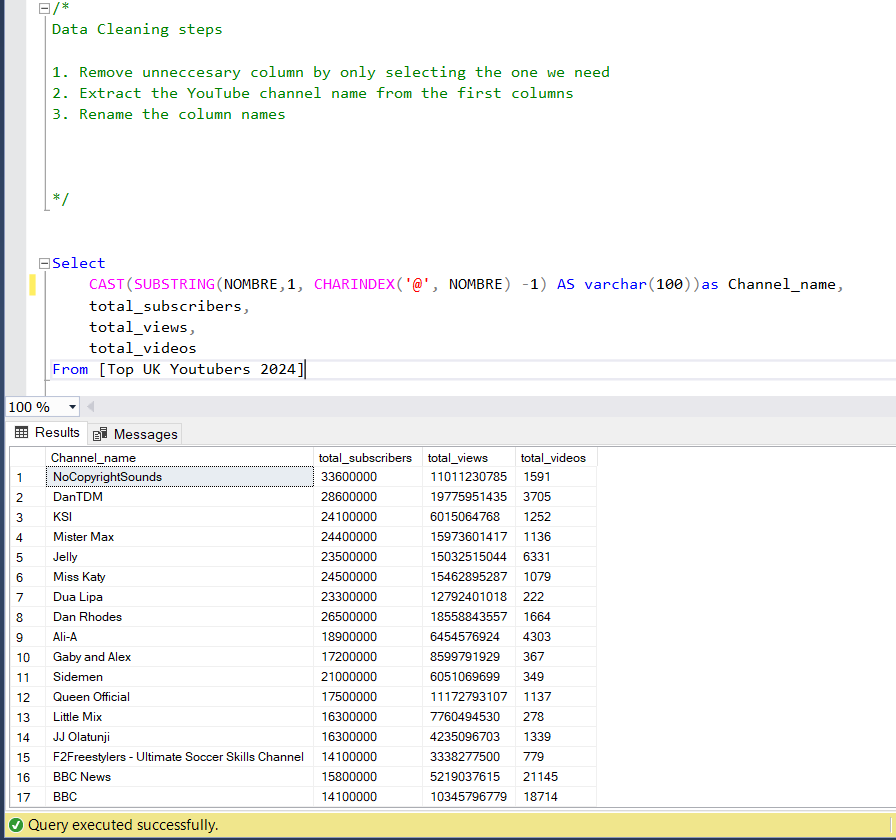 /*
Data Cleaning steps
1. Remove unneccesary column by only selecting the one we need
2. Extract the YouTube channel name from the first columns
3. Rename the column names
*/
Select
CAST(SUBSTRING(NOMBRE,1, CHARINDEX('@', NOMBRE) -1) AS varchar(100))as Channel_name,
total_subscribers,
total_views,
total_videos
From [Top UK Youtubers 2024]
100 %
Results Messages
Channel_name total_subscribers total_views total_videos
1 NoCopyrightSounds 33600000 11011230785 1591
2 DanTDM 28600000 19775951435 3705
3 KSI 24100000 6015064768 1252
4 Mister Max 24400000 15973601417 1136
5 Jelly 23500000 15032515044 6331
6 Miss Katy 24500000 15462895287 1079
7 Dua Lipa 23300000 12792401018 222
8 Dan Rhodes 26500000 18558843557 1664
9 Ali-A 18900000 6454576924 4303
10 Gaby and Alex 17200000 8599791929 367
11 Sidemen 21000000 6051069699 349
12 Queen Official 17500000 11172793107 1137
13 Little Mix 16300000 7760494530 278
14 JJ Olatunji 16300000 4235096703 1339
15 F2Freestylers - Ultimate Soccer Skills Channel 14100000 3338277500 779
16 BBC News 15800000 5219037615 21145
17 BBC 14100000 10345796779 18714
Query executed successfully.